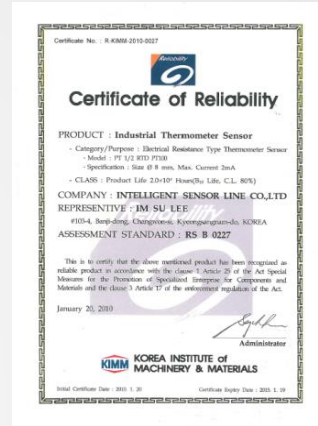 Certificate No. : R-KIMM-2010-0027
Reliability
Certificate of Reliability
PRODUCT : Industrial Thermometer Sensor
- Category/Purpose : Electrical Resistance Type Thermometer Sensor
- Model : PT 1/2 RTD PT100
- Specification : Size Ø 8 mm, Max. Current 2mA
- CLASS : Product Life Hours(B₁₀ Life, C.L. 80%)
COMPANY : INTELLIGENT SENSOR LINE CO.,LTD
REPRESENTIVE : IM SU LEE
#103-4, Banji-dong, Changwon-si, Kyeongsangnam-do, KOREA
ASSESSMENT STANDARD : RS B 0227
This is to certify that the above mentioned product has been recognized as
reliable product in accordance with the clause 1 Article 25 of the Act Special
Measures for the Promotion of Specialized Enterprise for Components and
Materials and the clause 3 Article 17 of the enforcement regulation of the Act.
January 20, 2010
Administrator
KIMM KOREA INSTITUTE of
MACHINERY & MATERIALS
Initial Certificate Date : 2010. 1. 20
Certificate Expiry Date : 2015. 1. 19